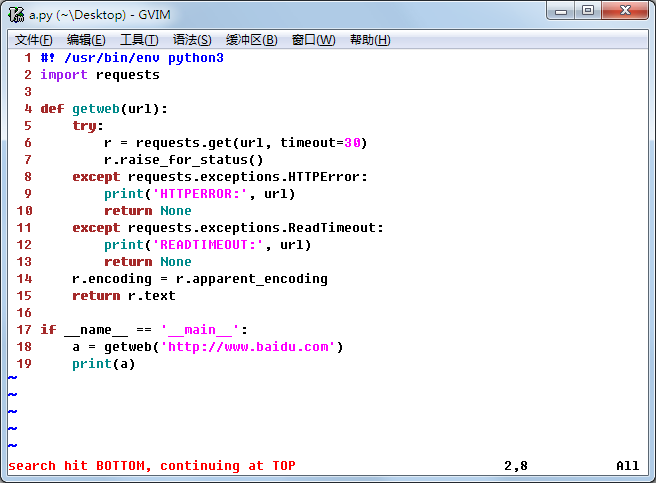 a.py (~\Desktop) - GVIM
文件(F) 编辑(E) 工具(T) 语法(S) 缓冲区(B) 窗口(W) 帮助(H)
1 #! /usr/bin/env python3
2 import requests
3
4 def getweb(url):
5     try:
6         r = requests.get(url, timeout=30)
7         r.raise_for_status()
8     except requests.exceptions.HTTPError:
9         print('HTTPERROR:', url)
10         return None
11     except requests.exceptions.ReadTimeout:
12         print('READTIMEOUT:', url)
13         return None
14     r.encoding = r.apparent_encoding
15     return r.text
16
17 if __name__ == '__main__':
18     a = getweb('http://www.baidu.com')
19     print(a)
~
~
~
~
~
search hit BOTTOM, continuing at TOP 2,8 All